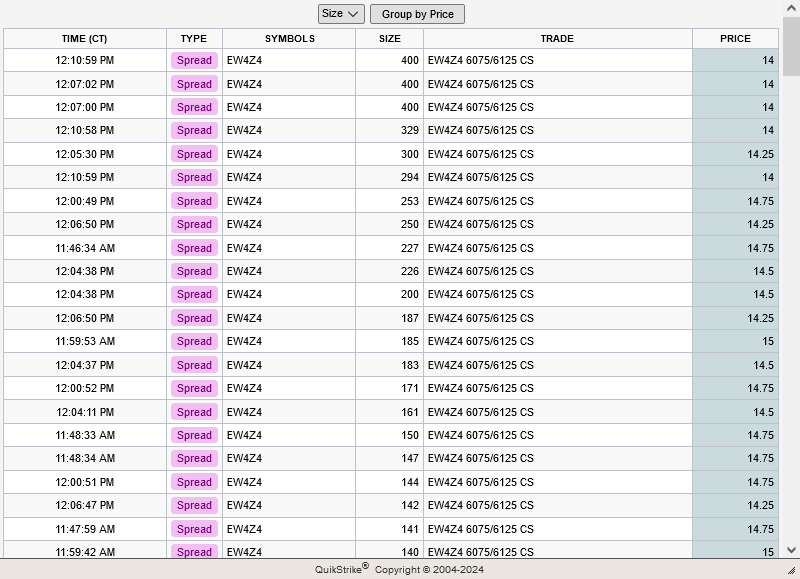 Size Group by Price
TIME (CT) TYPE SYMBOLS SIZE TRADE PRICE
12:10:59 PM Spread EW4Z4 400 EW4Z4 6075/6125 CS 14
12:07:02 PM Spread EW4Z4 400 EW4Z4 6075/6125 CS 14
12:07:00 PM Spread EW4Z4 400 EW4Z4 6075/6125 CS 14
12:10:58 PM Spread EW4Z4 329 EW4Z4 6075/6125 CS 14
12:05:30 PM Spread EW4Z4 300 EW4Z4 6075/6125 CS 14.25
12:10:59 PM Spread EW4Z4 294 EW4Z4 6075/6125 CS 14
12:00:49 PM Spread EW4Z4 253 EW4Z4 6075/6125 CS 14.75
12:06:50 PM Spread EW4Z4 250 EW4Z4 6075/6125 CS 14.25
11:46:34 AM Spread EW4Z4 227 EW4Z4 6075/6125 CS 14.75
12:04:38 PM Spread EW4Z4 226 EW4Z4 6075/6125 CS 14.5
12:04:38 PM Spread EW4Z4 200 EW4Z4 6075/6125 CS 14.5
12:06:50 PM Spread EW4Z4 187 EW4Z4 6075/6125 CS 14.25
11:59:53 AM Spread EW4Z4 185 EW4Z4 6075/6125 CS 15
12:04:37 PM Spread EW4Z4 183 EW4Z4 6075/6125 CS 14.5
12:00:52 PM Spread EW4Z4 171 EW4Z4 6075/6125 CS 14.75
12:04:11 PM Spread EW4Z4 161 EW4Z4 6075/6125 CS 14.5
11:48:33 AM Spread EW4Z4 150 EW4Z4 6075/6125 CS 14.75
11:48:34 AM Spread EW4Z4 147 EW4Z4 6075/6125 CS 14.75
12:00:51 PM Spread EW4Z4 144 EW4Z4 6075/6125 CS 14.75
12:06:47 PM Spread EW4Z4 142 EW4Z4 6075/6125 CS 14.25
11:47:59 AM Spread EW4Z4 141 EW4Z4 6075/6125 CS 14.75
11:59:42 AM Spread EW4Z4 140 EW4Z4 6075/6125 CS 15
QuikStrike® Copyright © 2004-2024